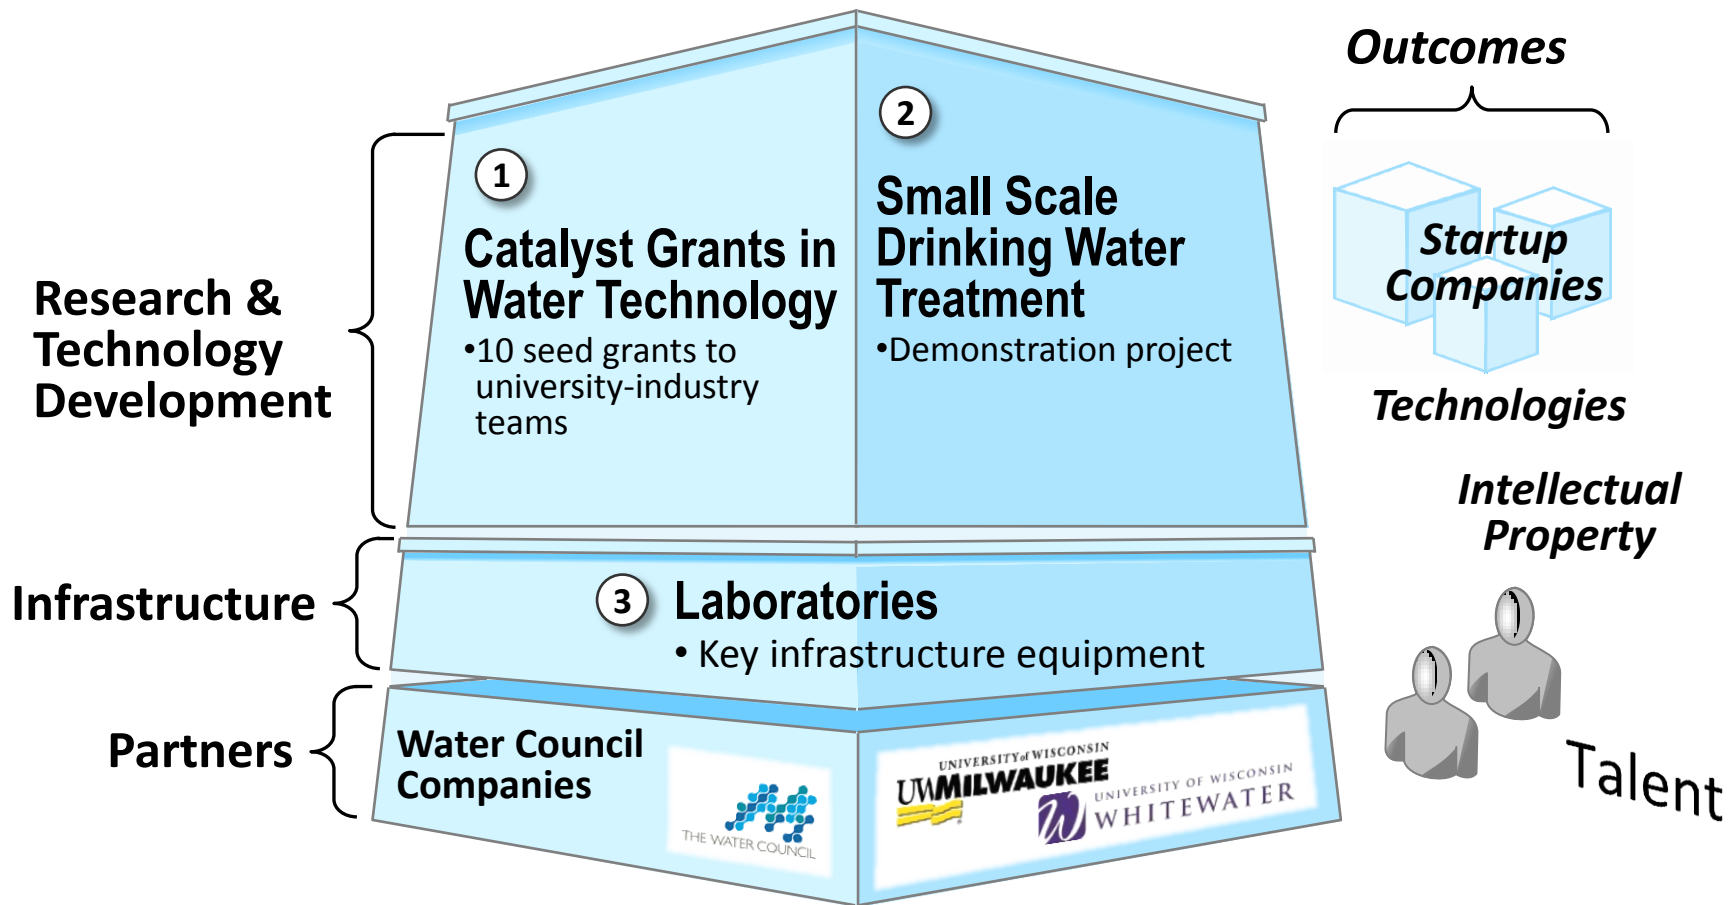 Research &
Technology
Development
1
Catalyst Grants in
Water Technology
•10 seed grants to
university-industry
teams
2
Small Scale
Drinking Water
Treatment
•Demonstration project
Outcomes
Startup
Companies
Technologies
Intellectual
Property
Talent
Infrastructure
3 Laboratories
• Key infrastructure equipment
Partners
Water Council
Companies
THE WATER COUNCIL
UNIVERSITY of WISCONSIN
UWMILWAUKEE
W
UNIVERSITY OF WISCONSIN
WHITEWATER